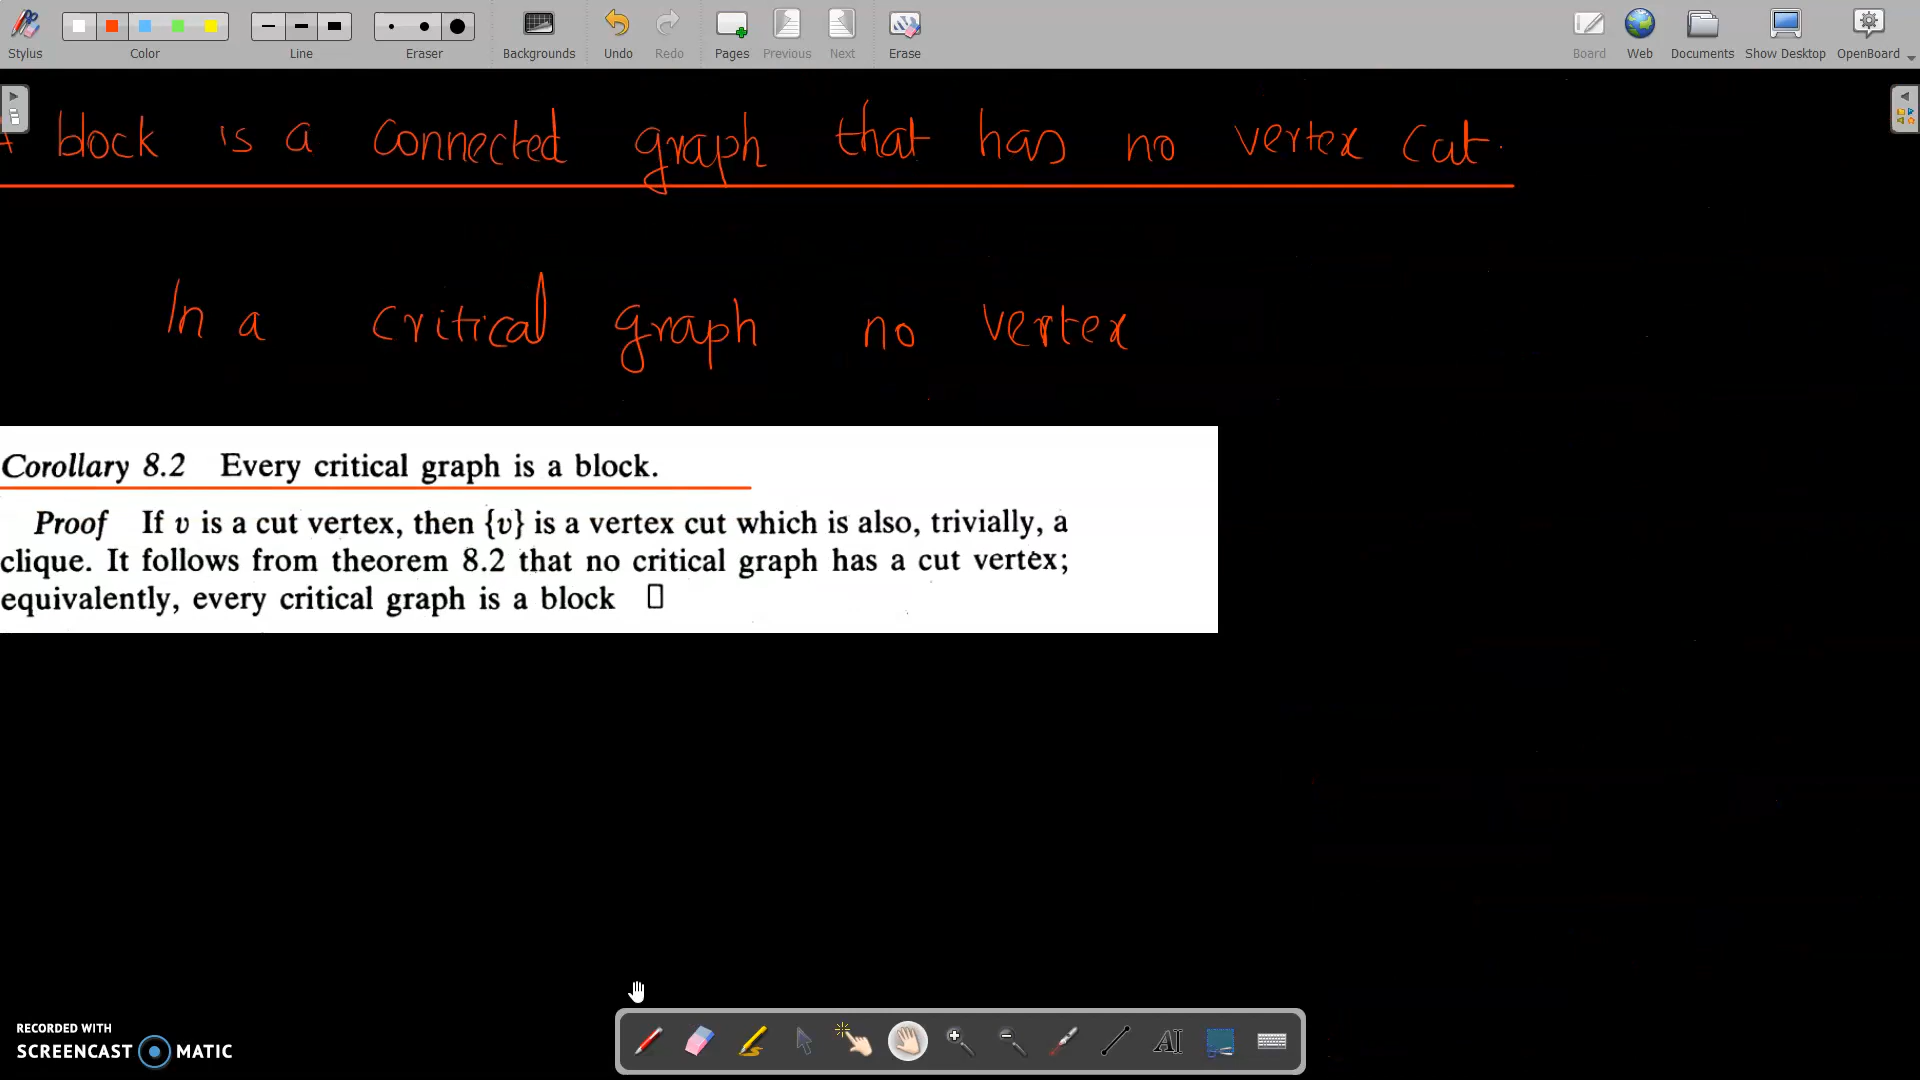 Stylus Color Line Eraser Backgrounds Undo Redo Pages Previous Next Erase Board Web Documents Show Desktop OpenBoard
block is a connected graph that has no vertex cut.
In a critical graph no vertex
Corollary 8.2 Every critical graph is a block.
Proof If v is a cut vertex, then {v} is a vertex cut which is also, trivially, a
clique. It follows from theorem 8.2 that no critical graph has a cut vertex;
equivalently, every critical graph is a block ▯
RECORDED WITH
SCREENCAST MATIC